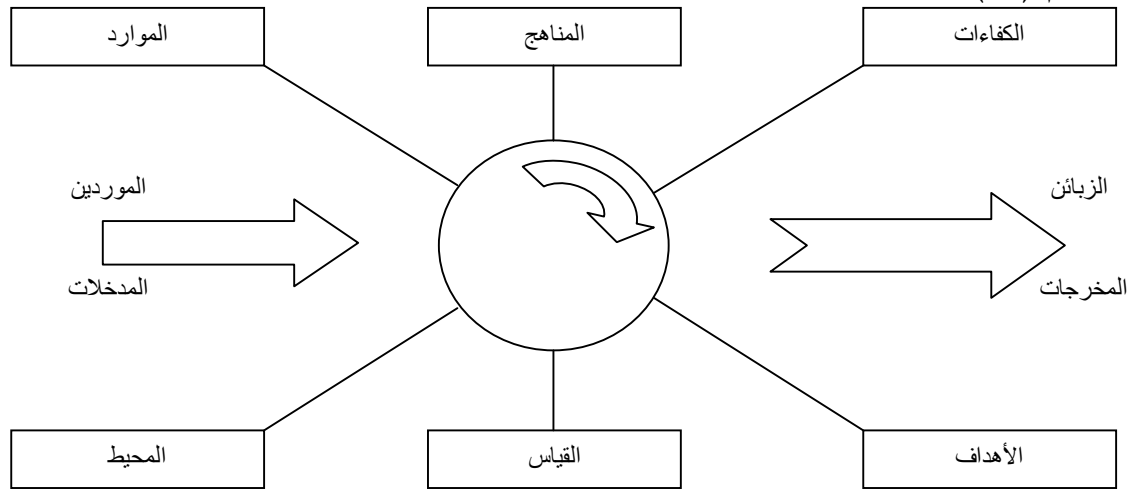 الكفاءات
المناهج
الموارد
الزبائن
الموردين
المخرجات
المدخلات
الأهداف
القياس
المحيط